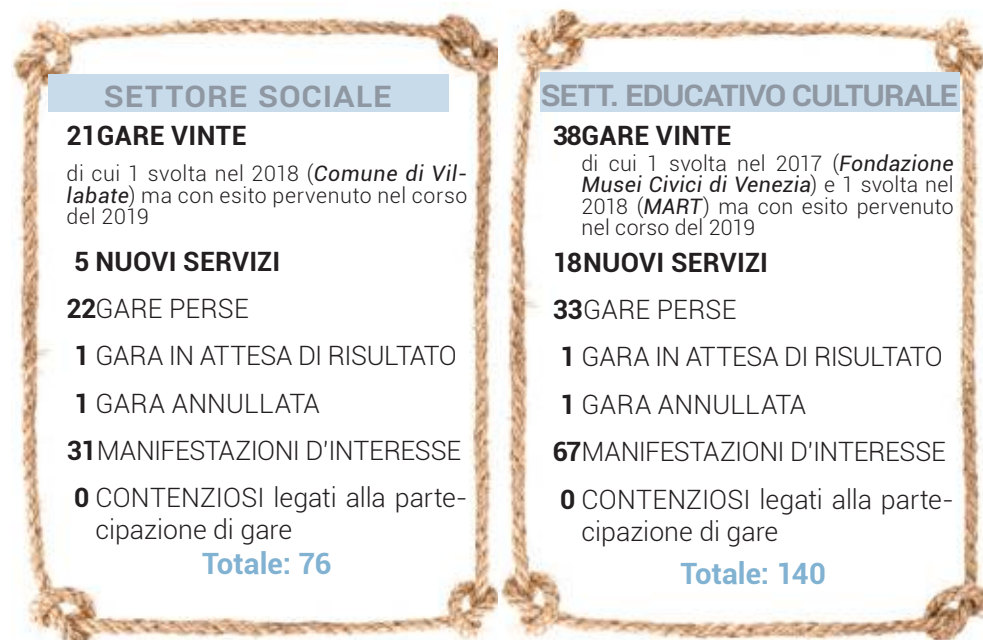 SETTORE SOCIALE
21GARE VINTE
di cui 1 svolta nel 2018 (Comune di Vil-
labate) ma con esito pervenuto nel corso
del 2019
5 NUOVI SERVIZI
22GARE PERSE
1 GARA IN ATTESA DI RISULTATO
1 GARA ANNULLATA
31MANIFESTAZIONI D'INTERESSE
0 CONTENZIOSI legati alla parte-
cipazione di gare
Totale: 76
SETT. EDUCATIVO CULTURALE
38GARE VINTE
di cui 1 svolta nel 2017 (Fondazione
Musei Civici di Venezia) e 1 svolta nel
2018 (MART) ma con esito pervenuto
nel corso del 2019
18NUOVI SERVIZI
33GARE PERSE
1 GARA IN ATTESA DI RISULTATO
1 GARA ANNULLATA
67MANIFESTAZIONI D'INTERESSE
0 CONTENZIOSI legati alla parte-
cipazione di gare
Totale: 140